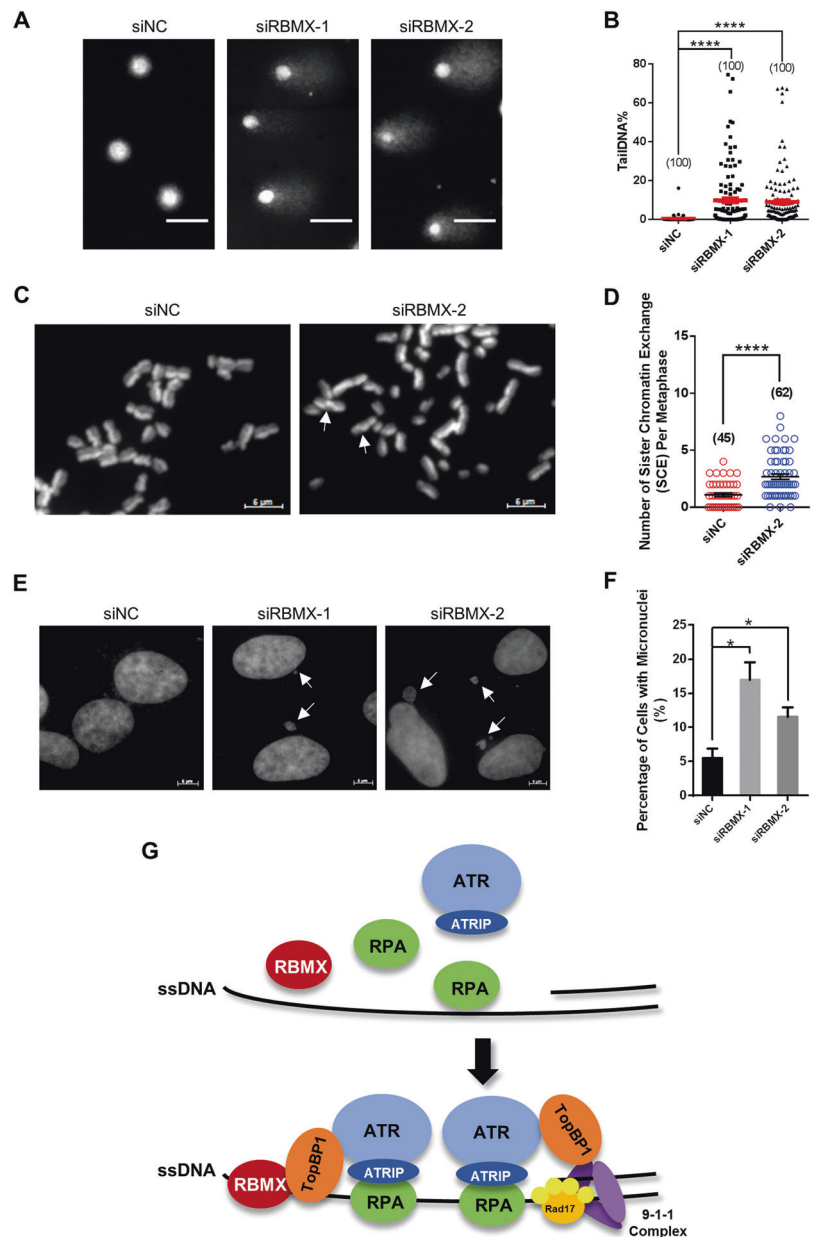 A
siNC
siRBMX-1
siRBMX-2
B
TailDNA%
80
60
40
20
0
****
****
(100)
(100)
(100)
siNC
siRBMX-1
siRBMX-2
C
siNC
siRBMX-2
6 µm
6 µm
D
Number of Sister Chromatin Exchange
(SCE) Per Metaphase
15
10
5
0
****
(45)
(62)
siNC
siRBMX-2
E
siNC
siRBMX-1
siRBMX-2
F
Percentage of Cells with Micronuclei
(%)
25
20
15
10
5
0
*
*
siNC
siRBMX-1
siRBMX-2
G
ATR
ATRIP
RPA
RBMX
RPA
ssDNA
ATR
ATR
TopBP1
TopBP1
ssDNA
RBMX
ATRIP
ATRIP
RPA
RPA
Rad17
9-1-1
Complex